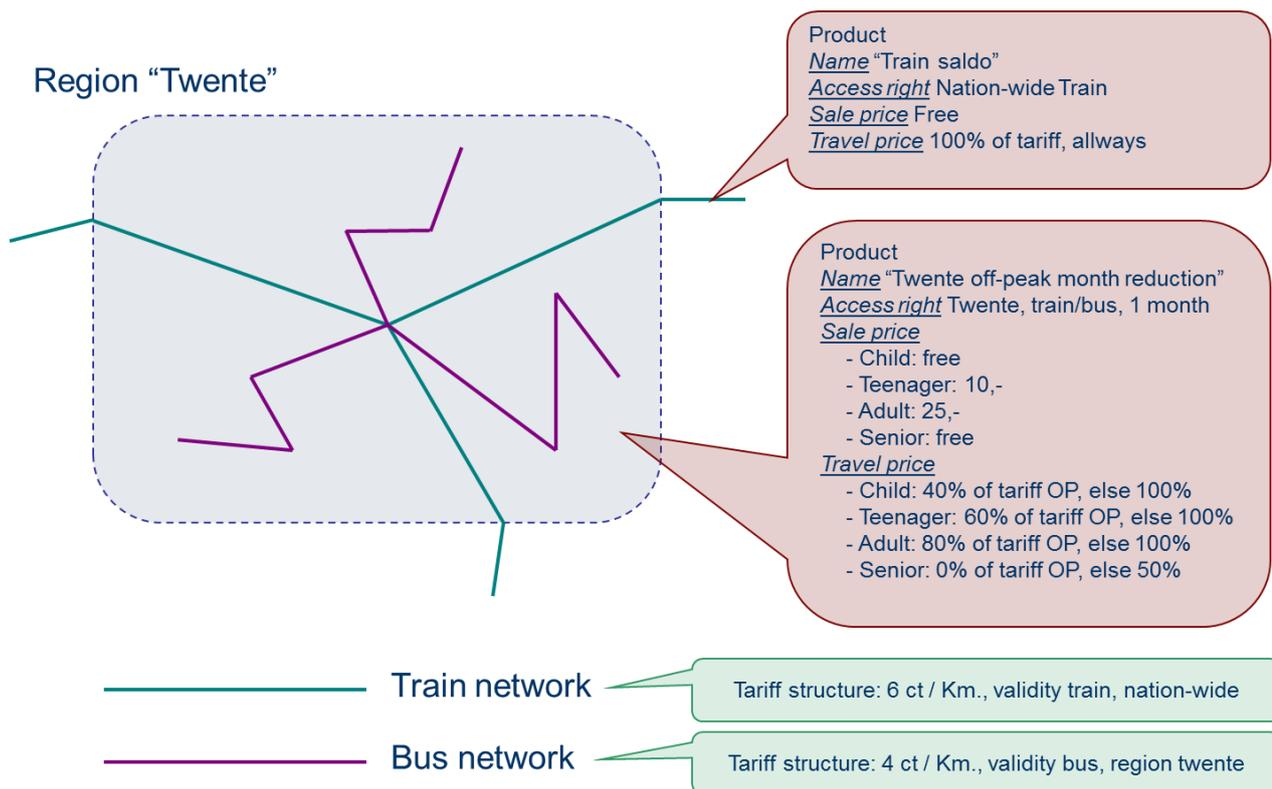 Region “Twente”
Product
Name “Train saldo”
Access right Nation-wide Train
Sale price Free
Travel price 100% of tariff, allways
Product
Name “Twente off-peak month reduction”
Access right Twente, train/bus, 1 month
Sale price
- Child: free
- Teenager: 10,-
- Adult: 25,-
- Senior: free
Travel price
- Child: 40% of tariff OP, else 100%
- Teenager: 60% of tariff OP, else 100%
- Adult: 80% of tariff OP, else 100%
- Senior: 0% of tariff OP, else 50%
Train network
Tariff structure: 6 ct / Km., validity train, nation-wide
Bus network
Tariff structure: 4 ct / Km., validity bus, region twente